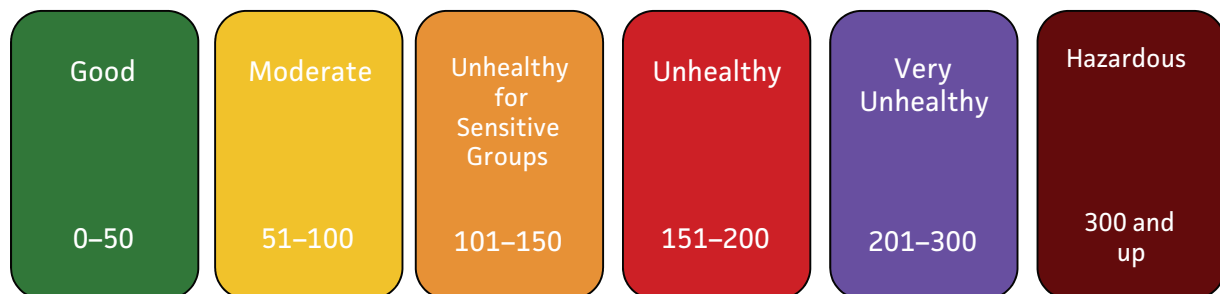 Good
0–50
Moderate
51–100
Unhealthy
for
Sensitive
Groups
101–150
Unhealthy
151–200
Very
Unhealthy
201–300
Hazardous
300 and
up